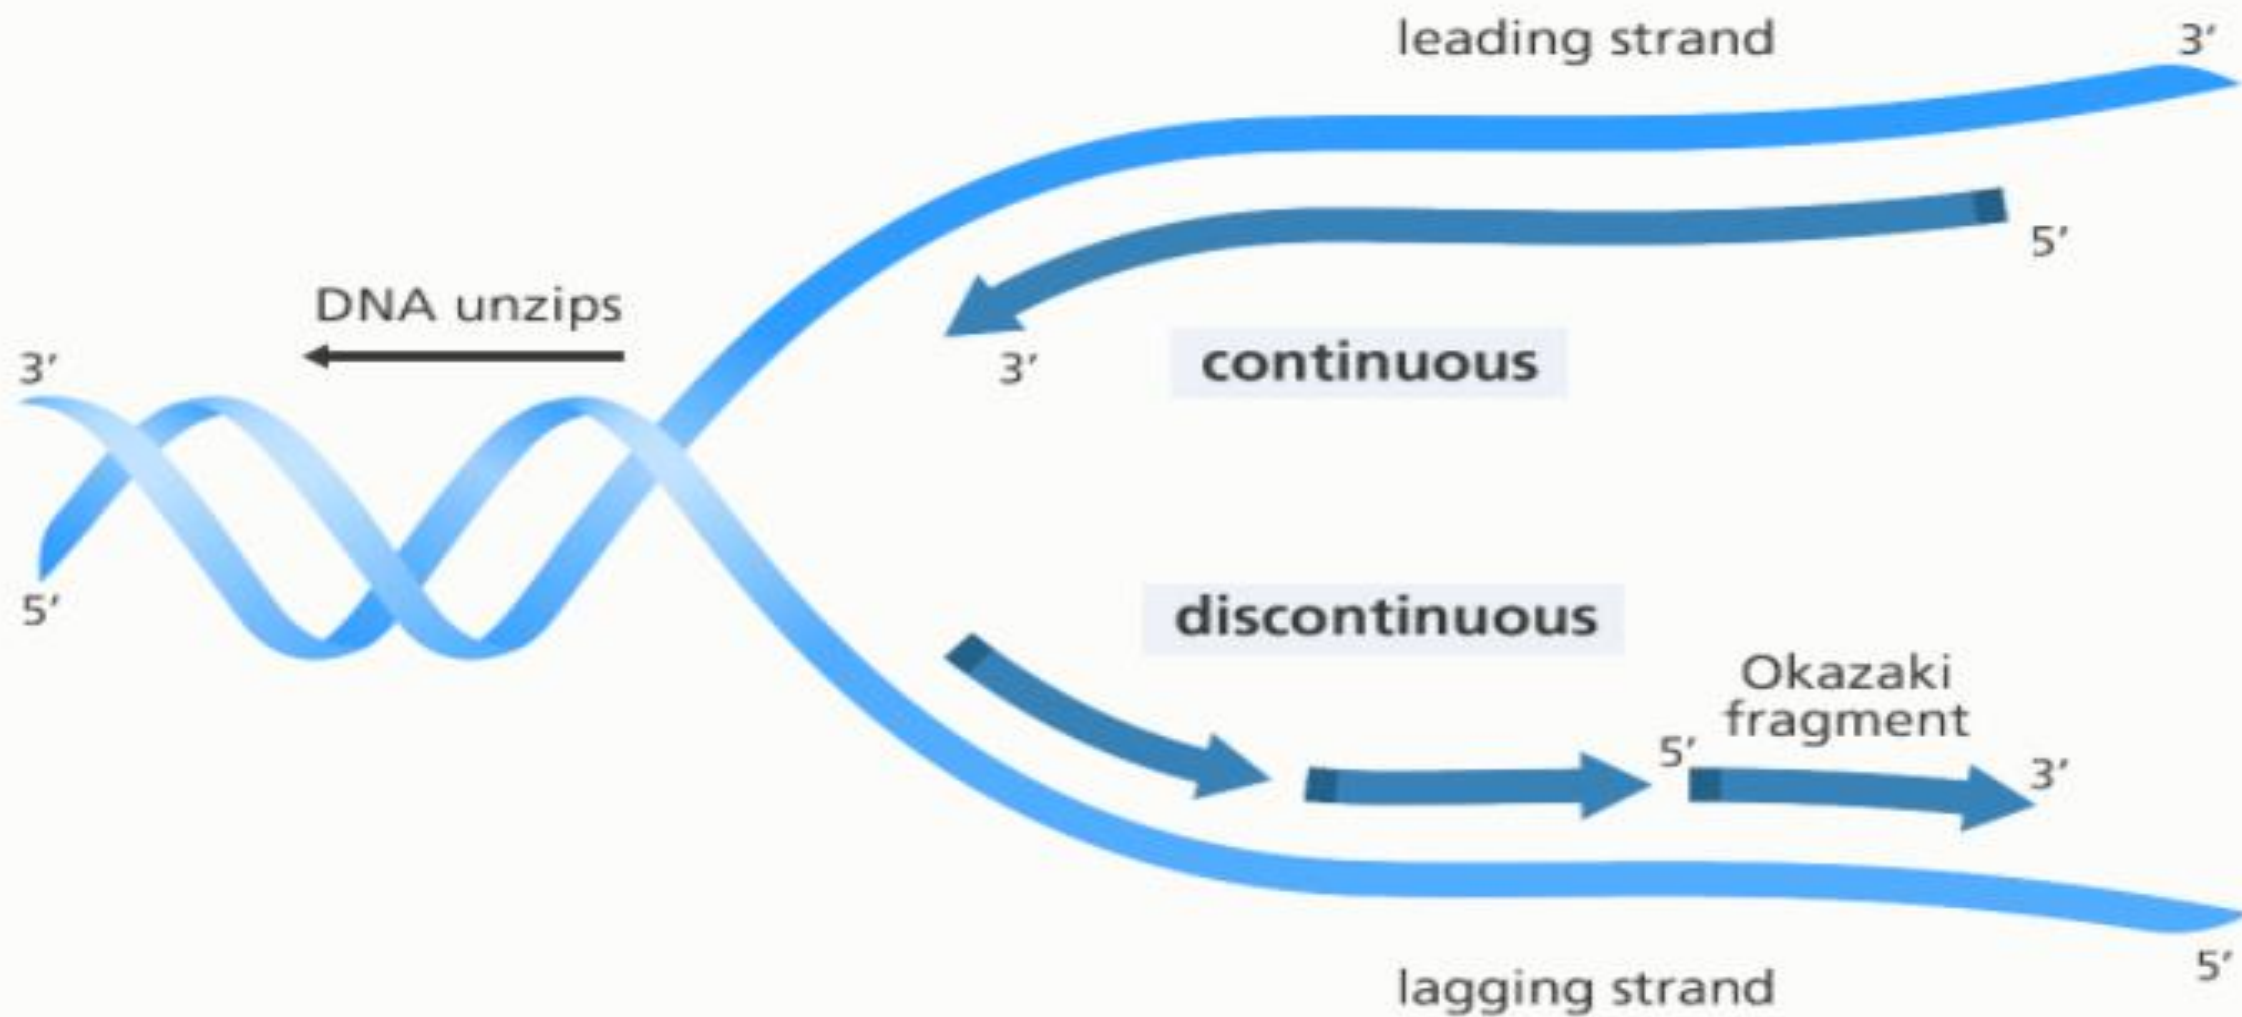 leading strand
3′
5′
DNA unzips
3′
3′
continuous
5′
discontinuous
Okazaki
fragment
5′
3′
5′
lagging strand